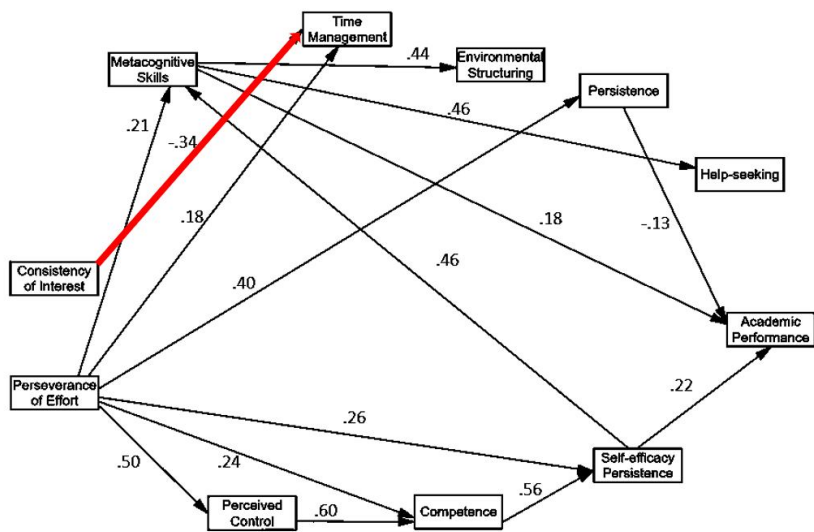 Time
Management
Metacognitive
Skills
.44
Environmental
Structuring
Persistence
.21
-.34
.46
Help-seeking
.18
.18
-.13
Consistency
of Interest
.40
.46
Academic
Performance
Perseverance
of Effort
.22
.26
.50
.24
Self-efficacy
Persistence
.56
Perceived
Control
.60
Competence